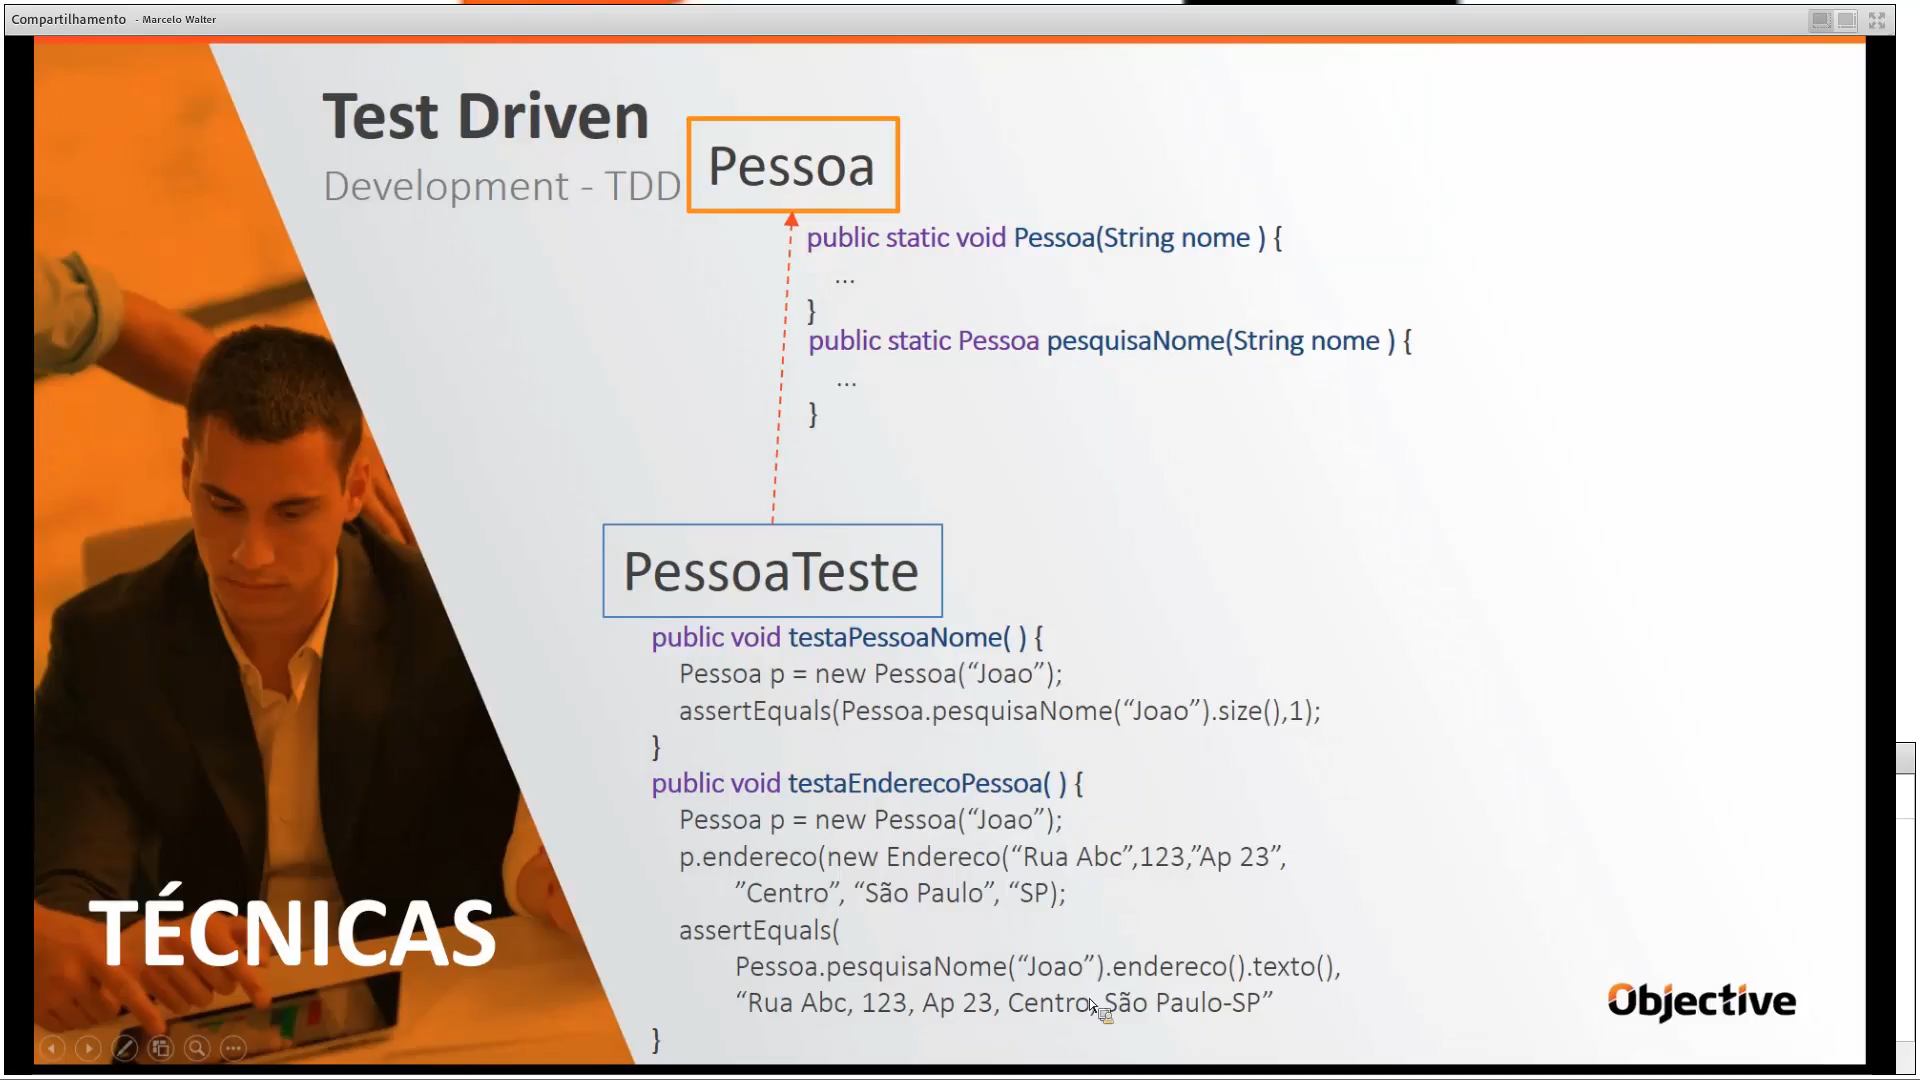 Compartilhamento - Marcelo Walter
Test Driven
Development - TDD
Pessoa
public static void Pessoa(String nome ) {
...
}
public static Pessoa pesquisaNome(String nome ) {
...
}
PessoaTeste
public void testaPessoaNome( ) {
Pessoa p = new Pessoa(“Joao”);
assertEquals(Pessoa.pesquisaNome(“Joao”).size(),1);
}
public void testaEnderecoPessoa( ) {
Pessoa p = new Pessoa(“Joao”);
p.endereco(new Endereco(“Rua Abc”,123,”Ap 23”,
”Centro”, “São Paulo”, “SP);
assertEquals(
Pessoa.pesquisaNome(“Joao”).endereco().texto(),
“Rua Abc, 123, Ap 23, Centro, São Paulo-SP”
}
TÉCNICAS
Objective